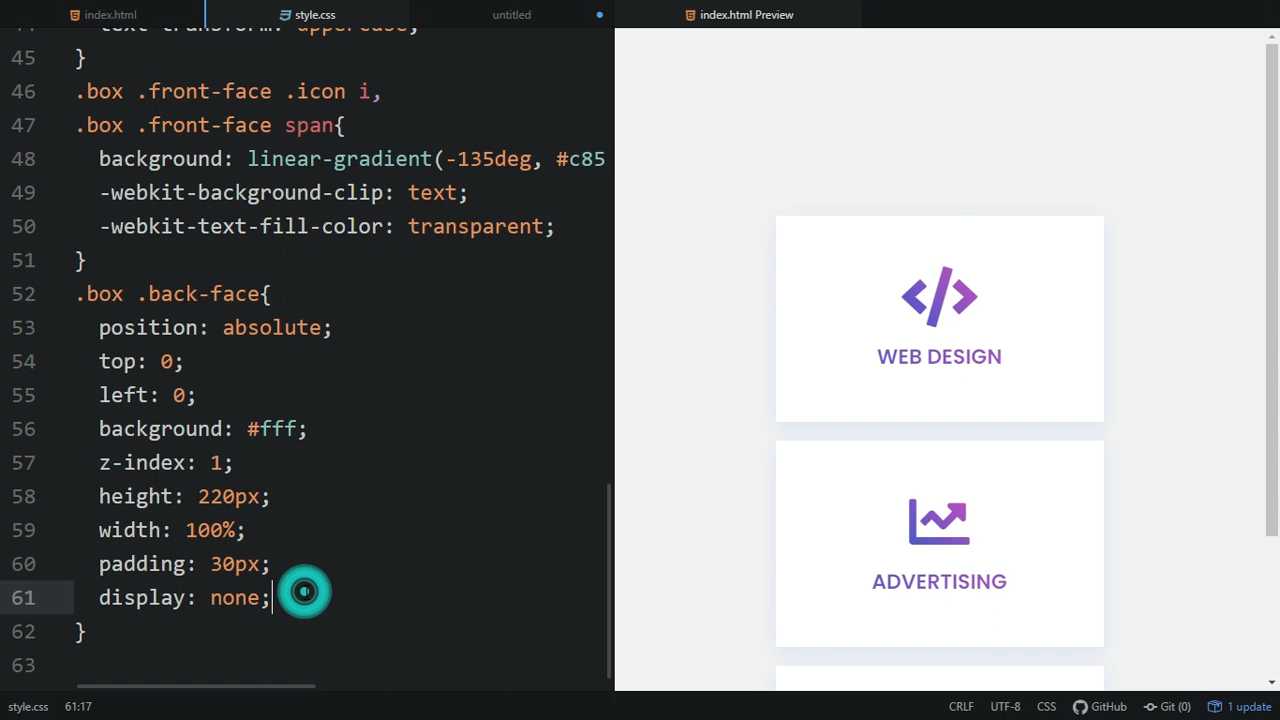 index.html
style.css
untitled
index.html Preview
text-transform: uppercase;
45 }
46 .box .front-face .icon i,
47 .box .front-face span{
48 background: linear-gradient(-135deg, #c85
49 -webkit-background-clip: text;
50 -webkit-text-fill-color: transparent;
51 }
52 .box .back-face{
53 position: absolute;
54 top: 0;
55 left: 0;
56 background: #fff;
57 z-index: 1;
58 height: 220px;
59 width: 100%;
60 padding: 30px;
61 display: none;
62 }
63
WEB DESIGN
ADVERTISING
style.css 61:17
CRLF UTF-8 CSS GitHub Git (0) 1 update